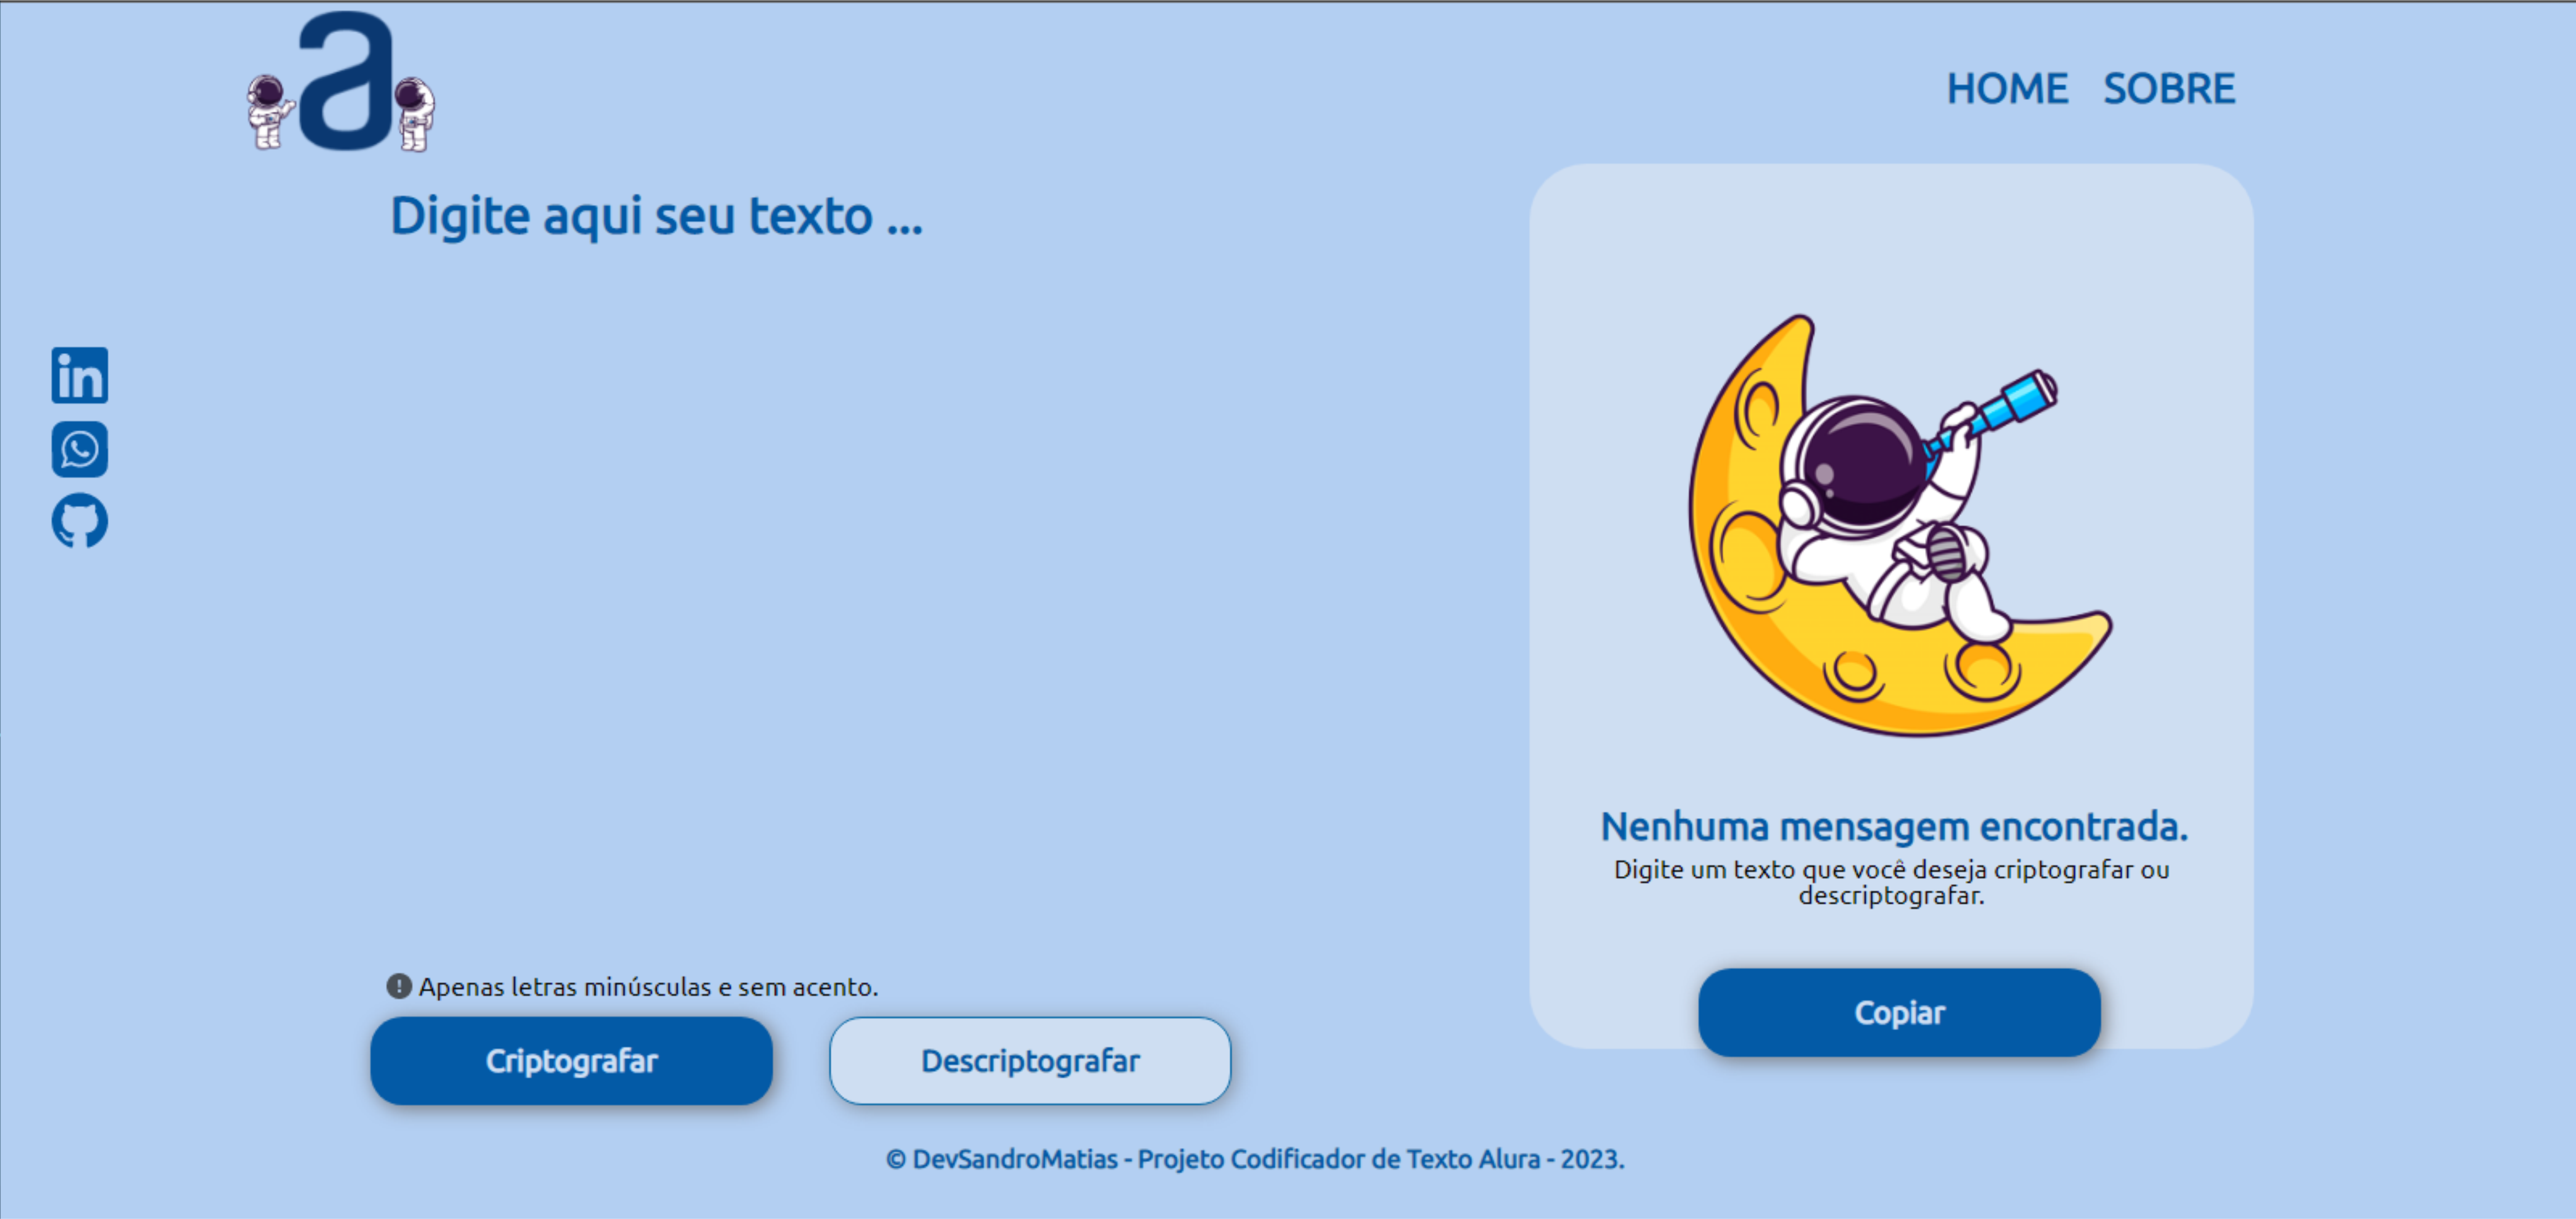 a
HOME SOBRE
Digite aqui seu texto ...
in
Nenhuma mensagem encontrada.
Digite um texto que você deseja criptografar ou
descriptografar.
Apenas letras minúsculas e sem acento.
Copiar
Criptografar Descriptografar
© DevSandroMatias - Projeto Codificador de Texto Alura - 2023.